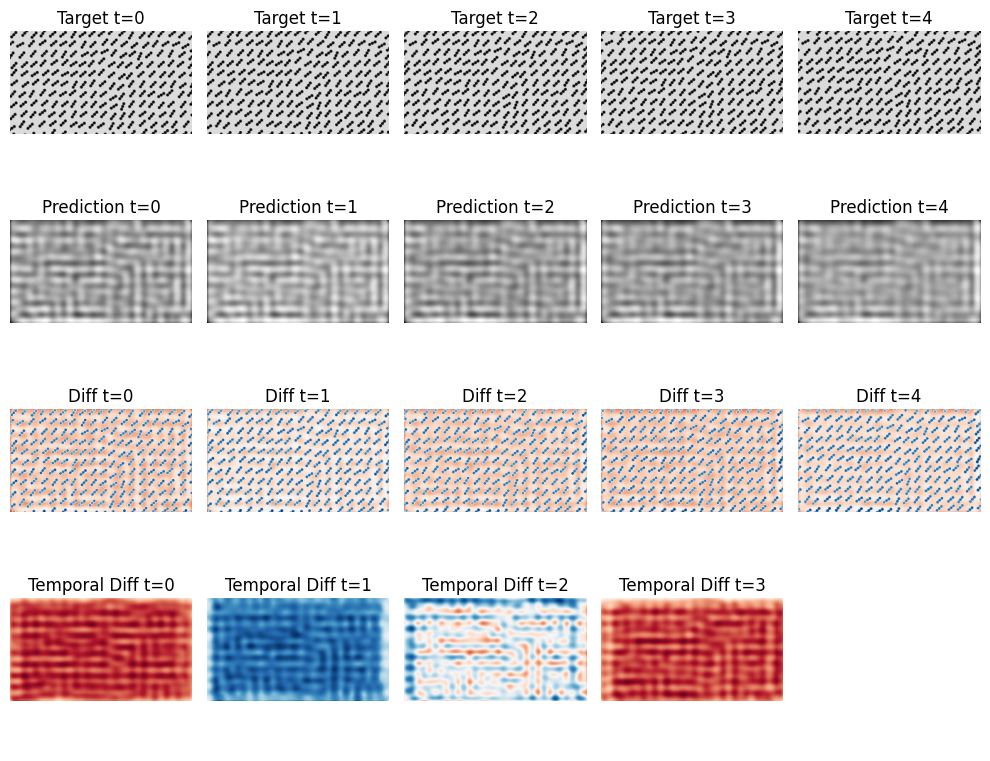 Target t=0 Target t=1 Target t=2 Target t=3 Target t=4
Prediction t=0 Prediction t=1 Prediction t=2 Prediction t=3 Prediction t=4
Diff t=0 Diff t=1 Diff t=2 Diff t=3 Diff t=4
Temporal Diff t=0 Temporal Diff t=1 Temporal Diff t=2 Temporal Diff t=3